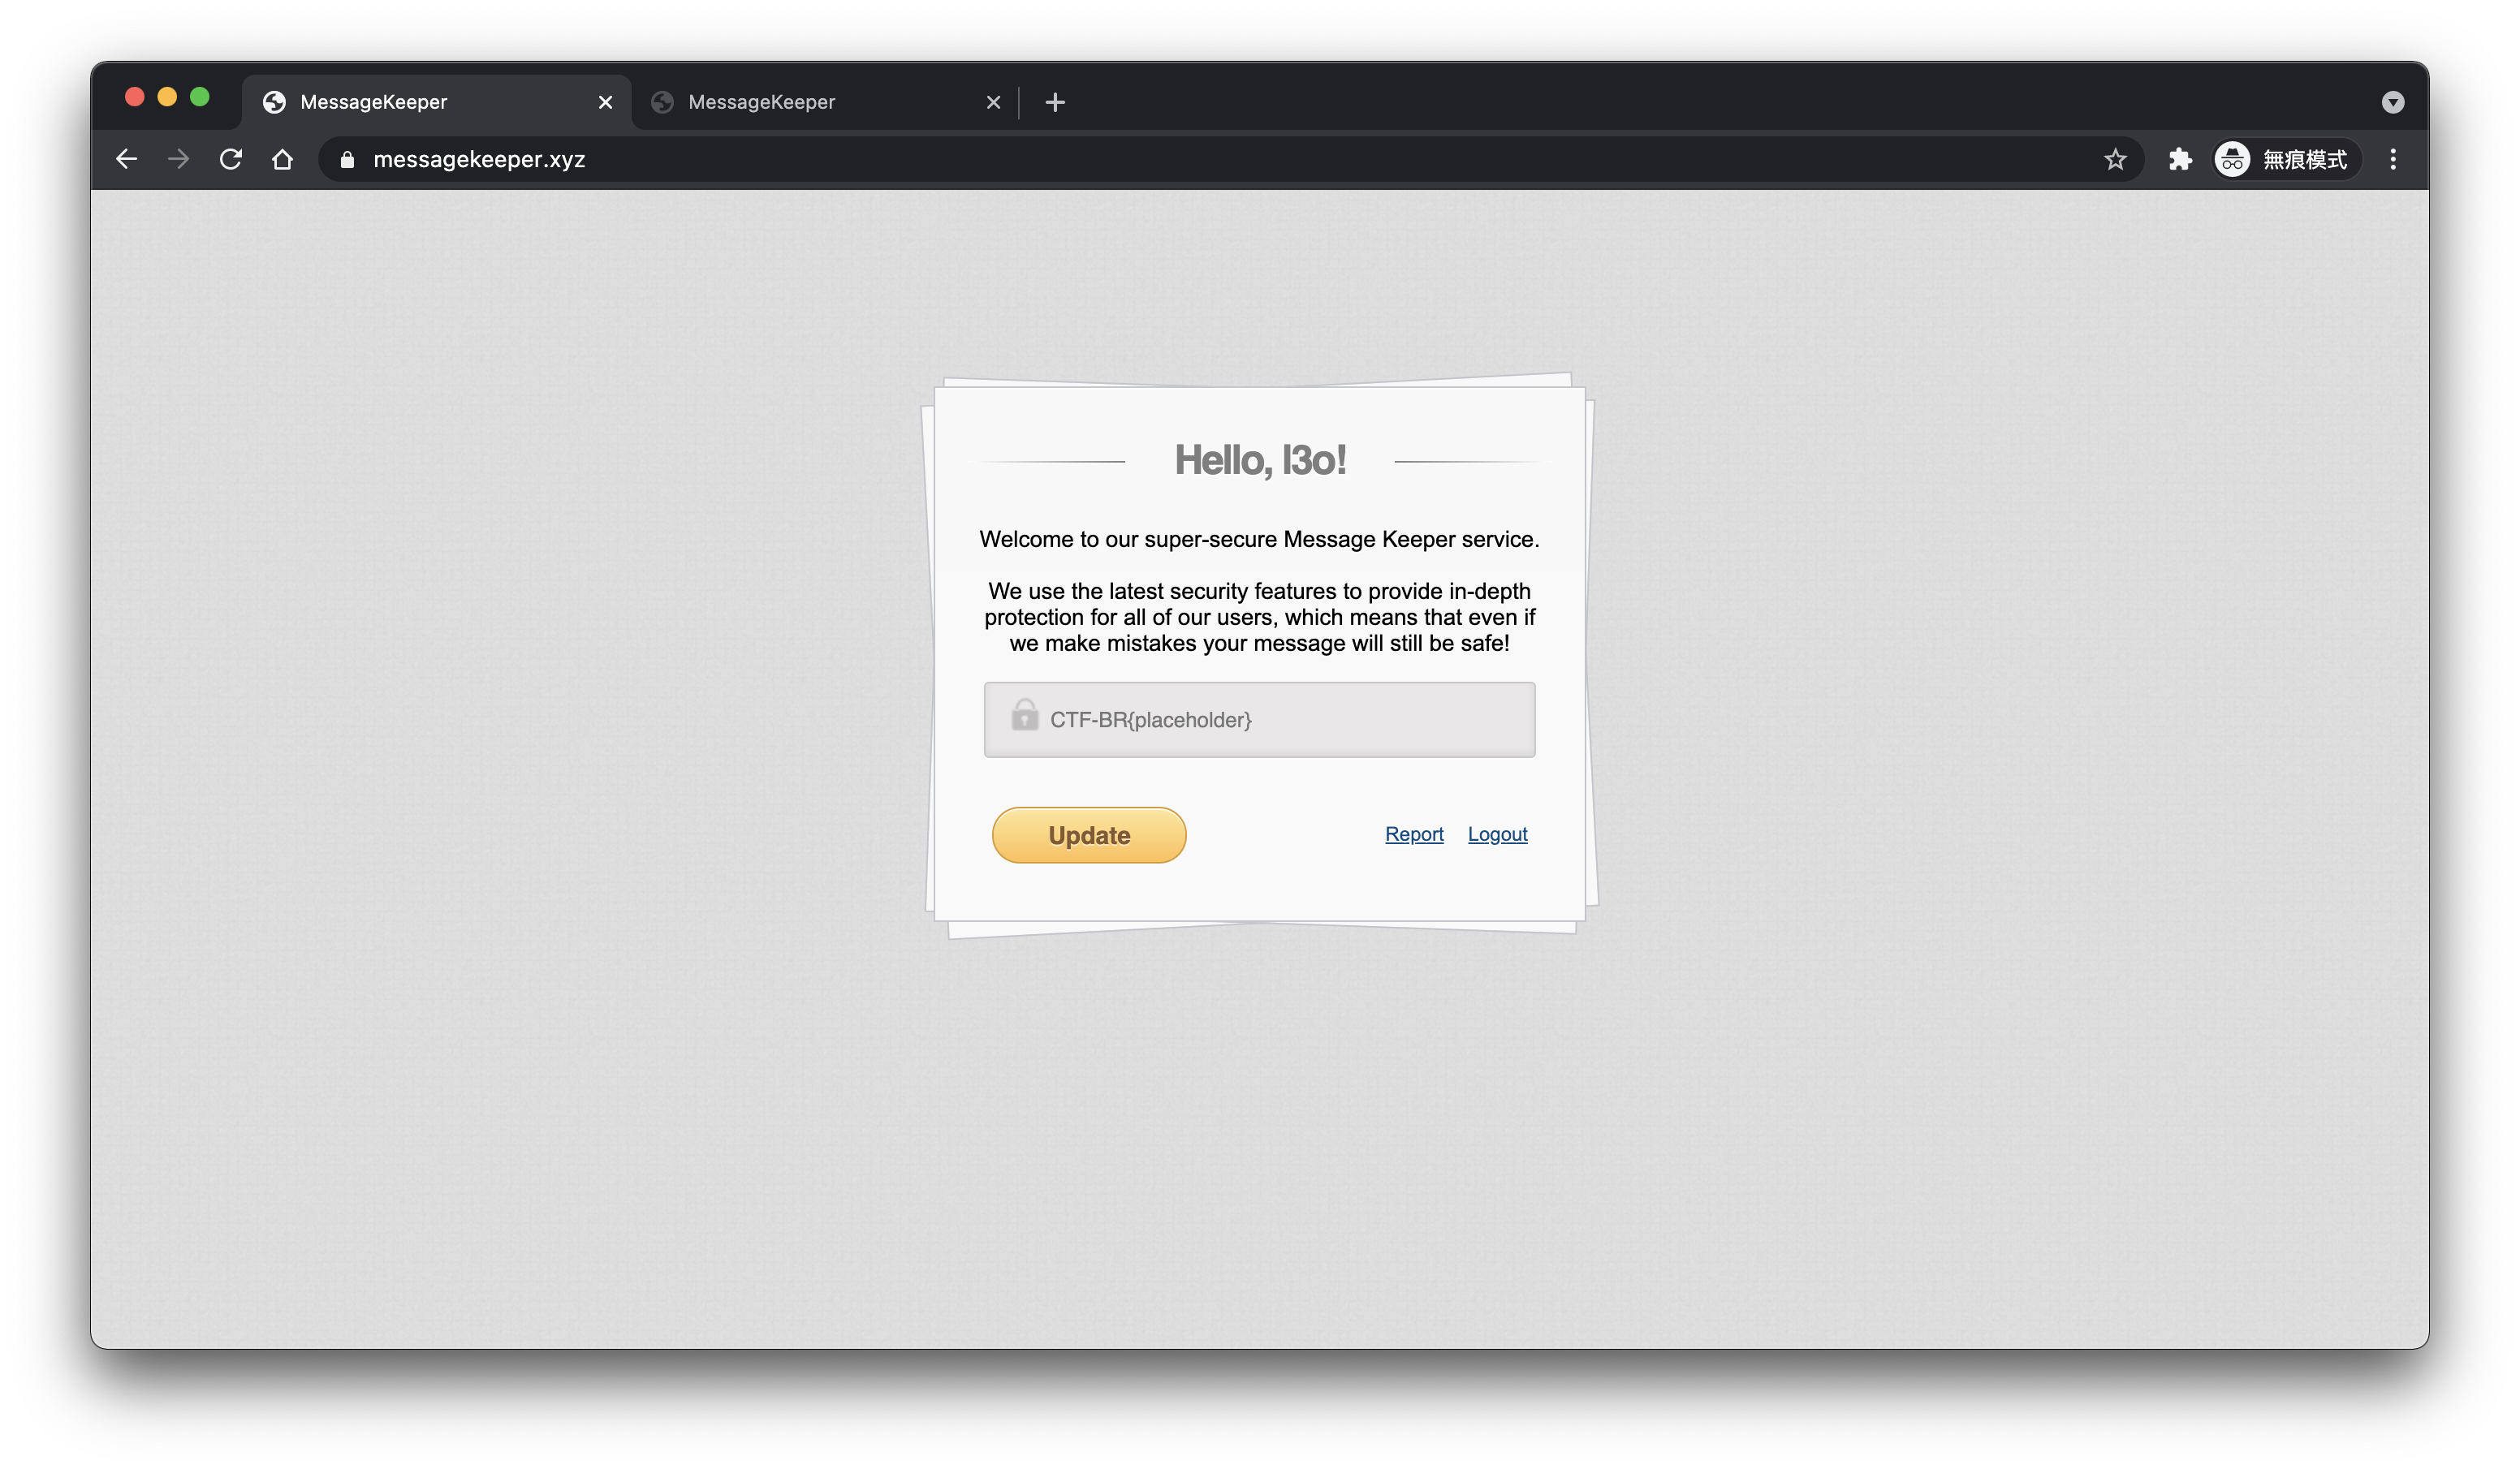 MessageKeeper
MessageKeeper
messagekeeper.xyz
無痕模式
Hello, l3o!
Welcome to our super-secure Message Keeper service.
We use the latest security features to provide in-depth
protection for all of our users, which means that even if
we make mistakes your message will still be safe!
CTF-BR{placeholder}
Update
Report
Logout